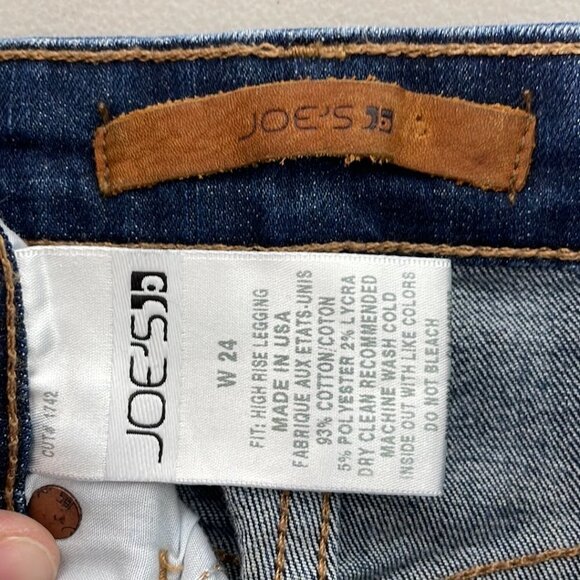 JOE'S
JOE'S
W 24
FIT: HIGH RISE LEGGING
MADE IN USA
FABRIQUE AUX ETATS-UNIS
93% COTTON/COTON
5% POLYESTER 2% LYCRA
DRY CLEAN RECOMMENDED
MACHINE WASH COLD
INSIDE OUT WITH LIKE COLORS
DO NOT BLEACH
CUT# 1742